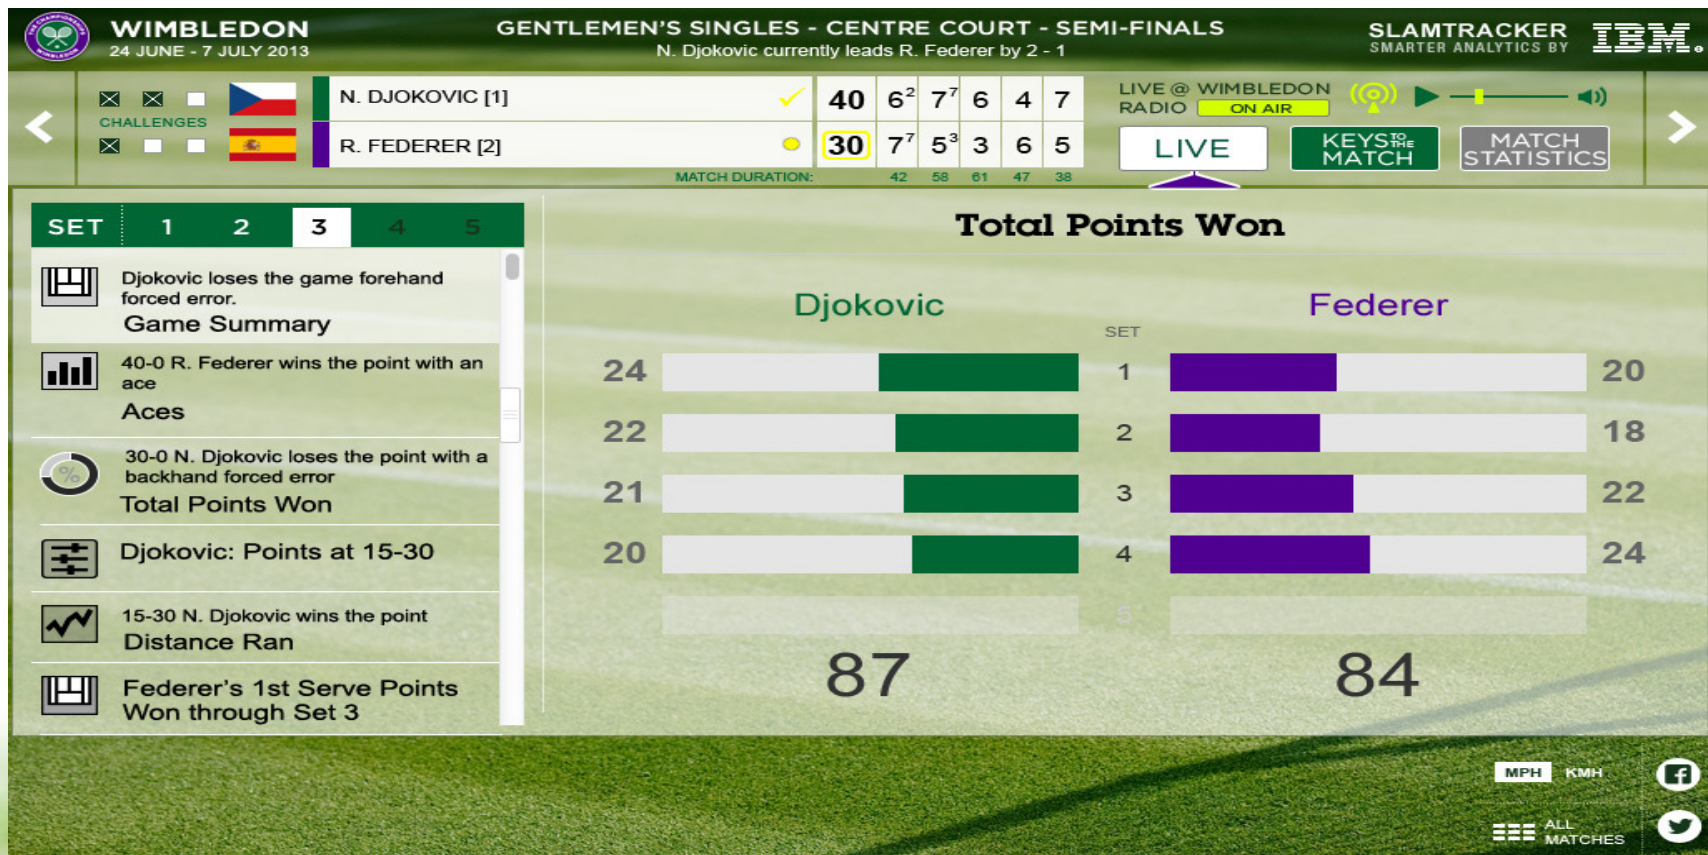 WIMBLEDON
24 JUNE - 7 JULY 2013
GENTLEMEN'S SINGLES - CENTRE COURT - SEMI-FINALS
N. Djokovic currently leads R. Federer by 2 - 1
SLAMTRACKER
SMARTER ANALYTICS BY
IBM
CHALLENGES
N. DJOKOVIC [1] 40 6² 7⁷ 6 4 7
R. FEDERER [2] 30 7⁷ 5³ 3 6 5
MATCH DURATION: 42 58 61 47 38
LIVE @ WIMBLEDON
RADIO ON AIR
LIVE
KEYS TO THE
MATCH
MATCH
STATISTICS
SET 1 2 3 4 5
Djokovic loses the game forehand
forced error.
Game Summary
40-0 R. Federer wins the point with an
ace
Aces
30-0 N. Djokovic loses the point with a
backhand forced error
%
Total Points Won
Djokovic: Points at 15-30
15-30 N. Djokovic wins the point
Distance Ran
Federer's 1st Serve Points
Won through Set 3
Total Points Won
Djokovic Federer
SET
24 1 20
22 2 18
21 3 22
20 4 24
5
87 84
MPH KMH
ALL
MATCHES